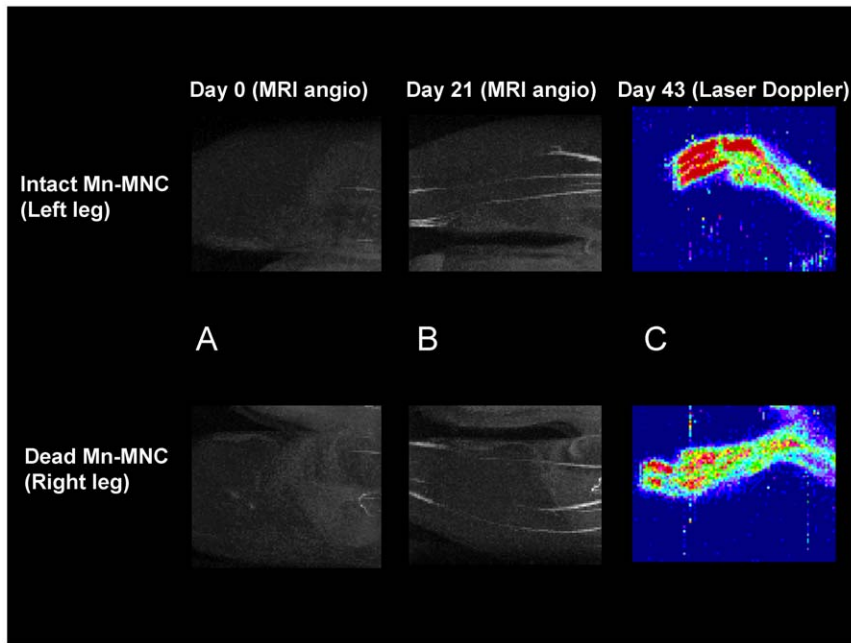 Day 0 (MRI angio) Day 21 (MRI angio) Day 43 (Laser Doppler)
Intact Mn-MNC
(Left leg)
A B C
Dead Mn-MNC
(Right leg)